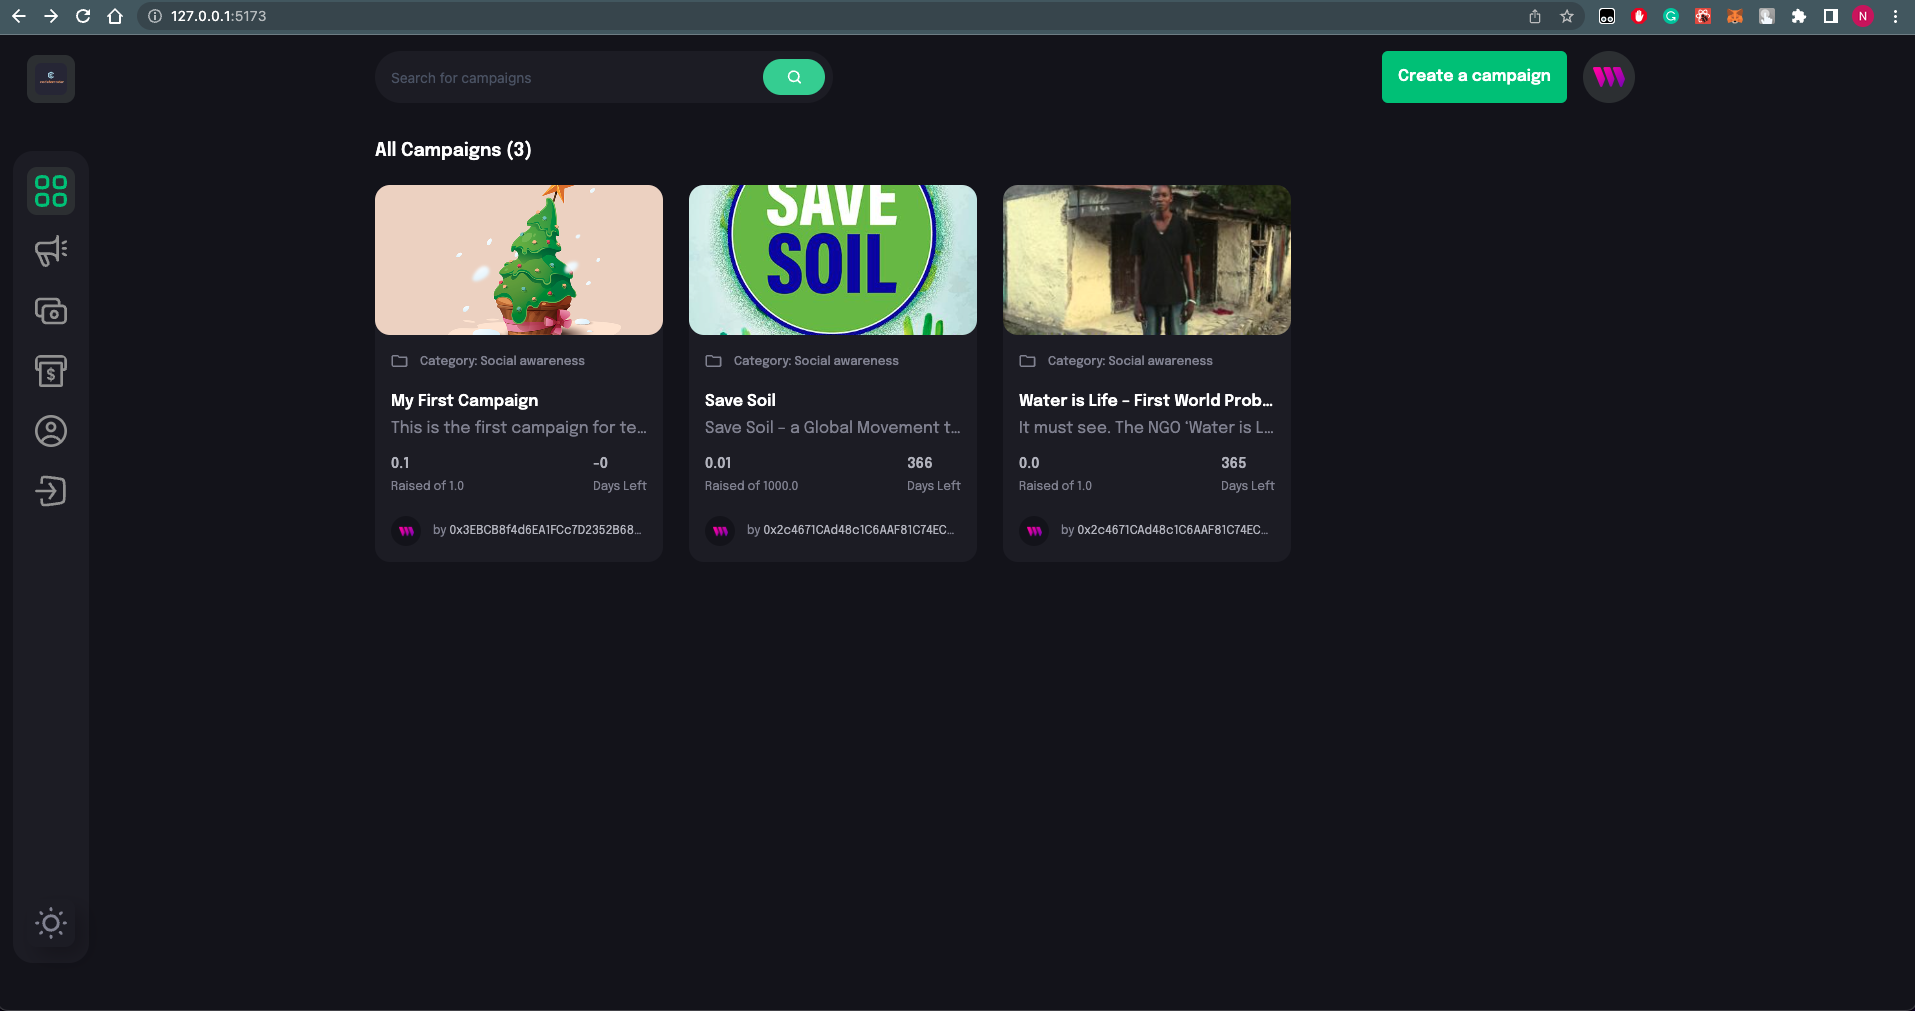 127.0.0.1:5173
N
Search for campaigns
Create a campaign
All Campaigns (3)
SAVE
SOIL
Category: Social awareness
My First Campaign
This is the first campaign for te...
0.1
-0
Raised of 1.0
Days Left
by 0x3EBCB8f4d6EA1FCc7D2352B68...
Category: Social awareness
Save Soil
Save Soil – a Global Movement t...
0.01
366
Raised of 1000.0
Days Left
by 0x2c4671CAd48c1C6AAF81C74EC...
Category: Social awareness
Water is Life – First World Prob...
It must see. The NGO 'Water is L...
0.0
365
Raised of 1.0
Days Left
by 0x2c4671CAd48c1C6AAF81C74EC...